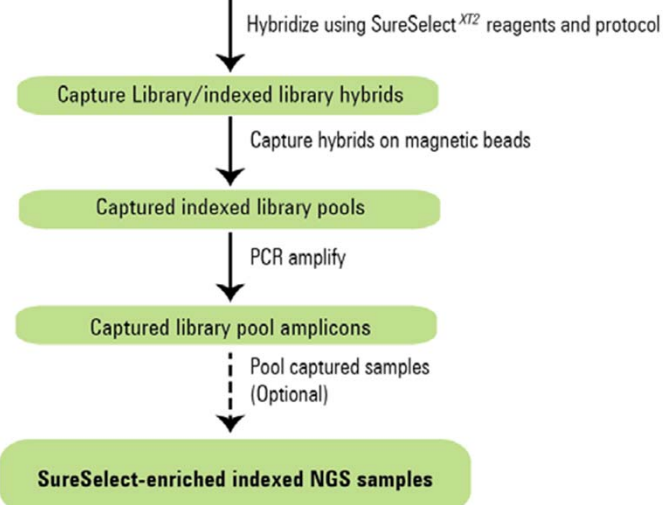 Hybridize using SureSelect XT2 reagents and protocol
Capture Library/indexed library hybrids
Capture hybrids on magnetic beads
Captured indexed library pools
PCR amplify
Captured library pool amplicons
Pool captured samples
(Optional)
SureSelect-enriched indexed NGS samples